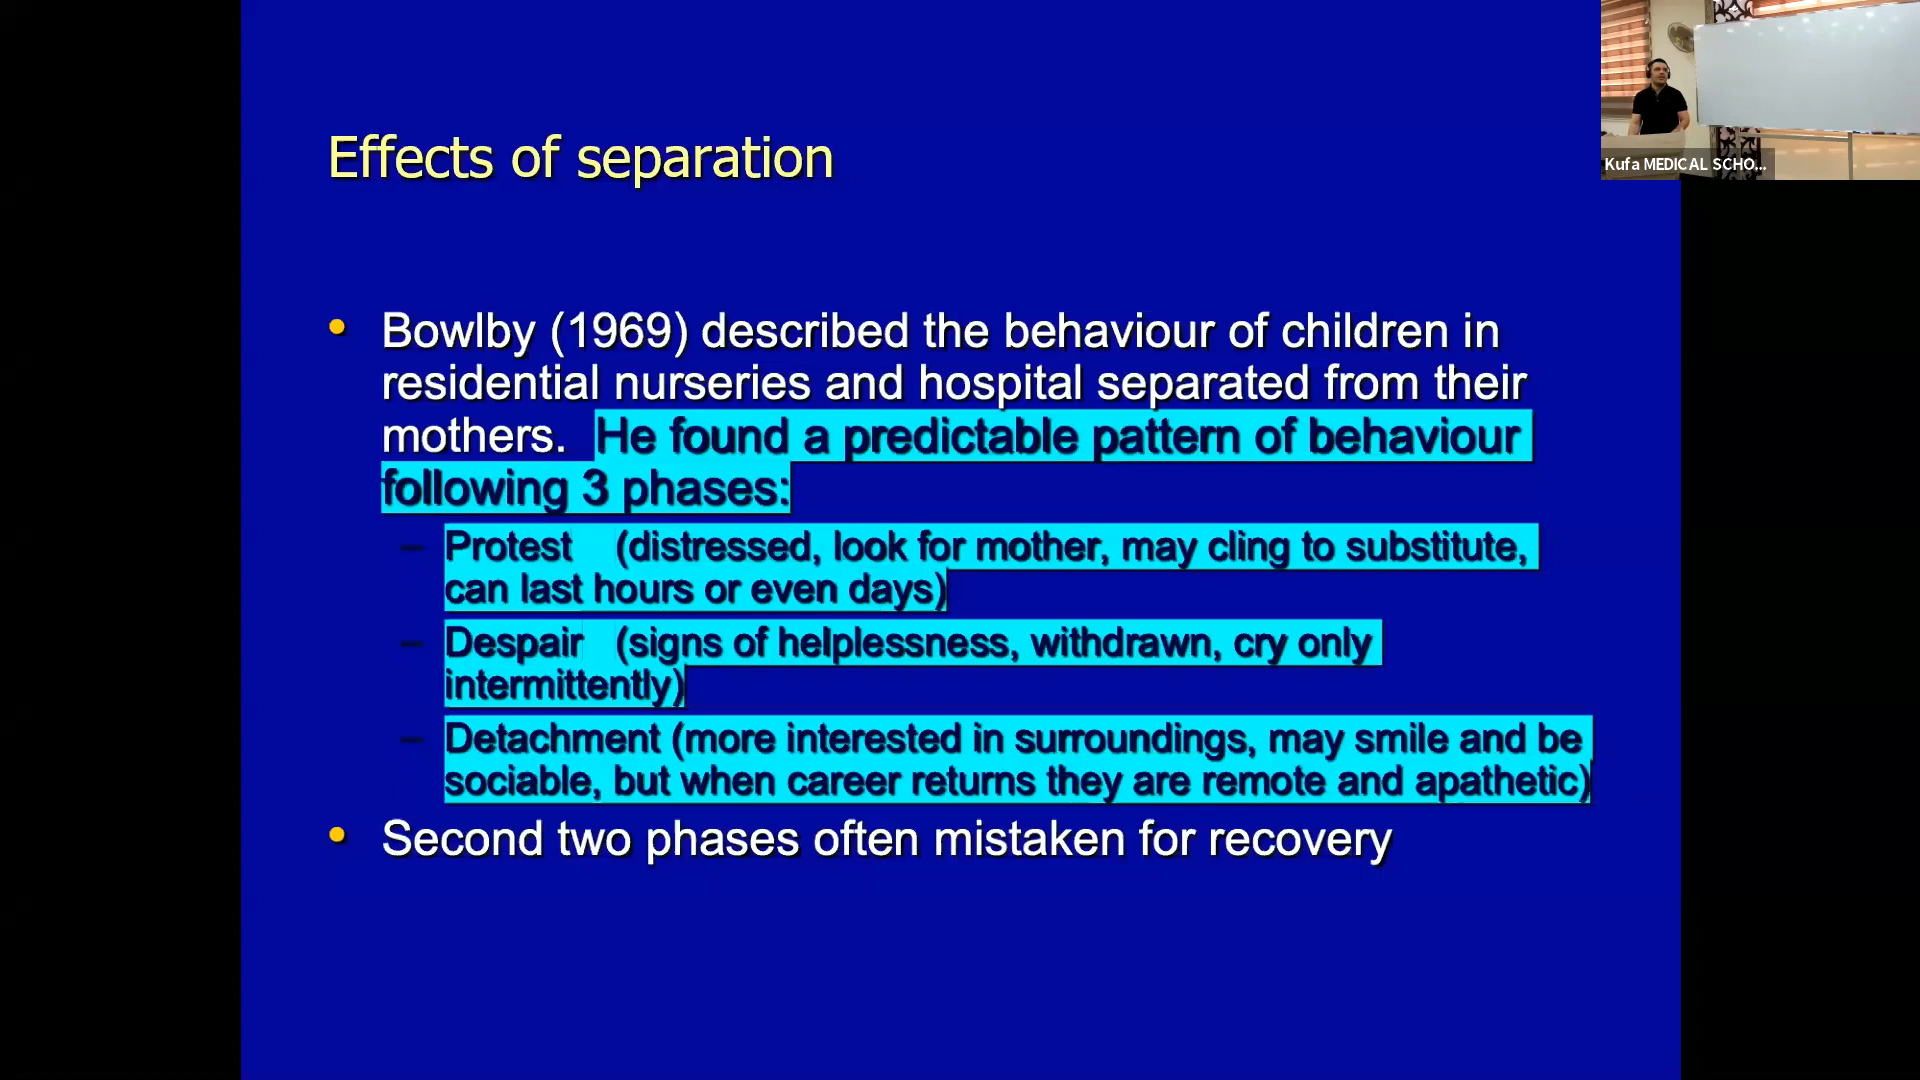 Effects of separation
• Bowlby (1969) described the behaviour of children in
residential nurseries and hospital separated from their
mothers. He found a predictable pattern of behaviour
following 3 phases:
– Protest (distressed, look for mother, may cling to substitute,
can last hours or even days)
– Despair (signs of helplessness, withdrawn, cry only
intermittently)
– Detachment (more interested in surroundings, may smile and be
sociable, but when career returns they are remote and apathetic)
• Second two phases often mistaken for recovery
Kufa MEDICAL SCHO...